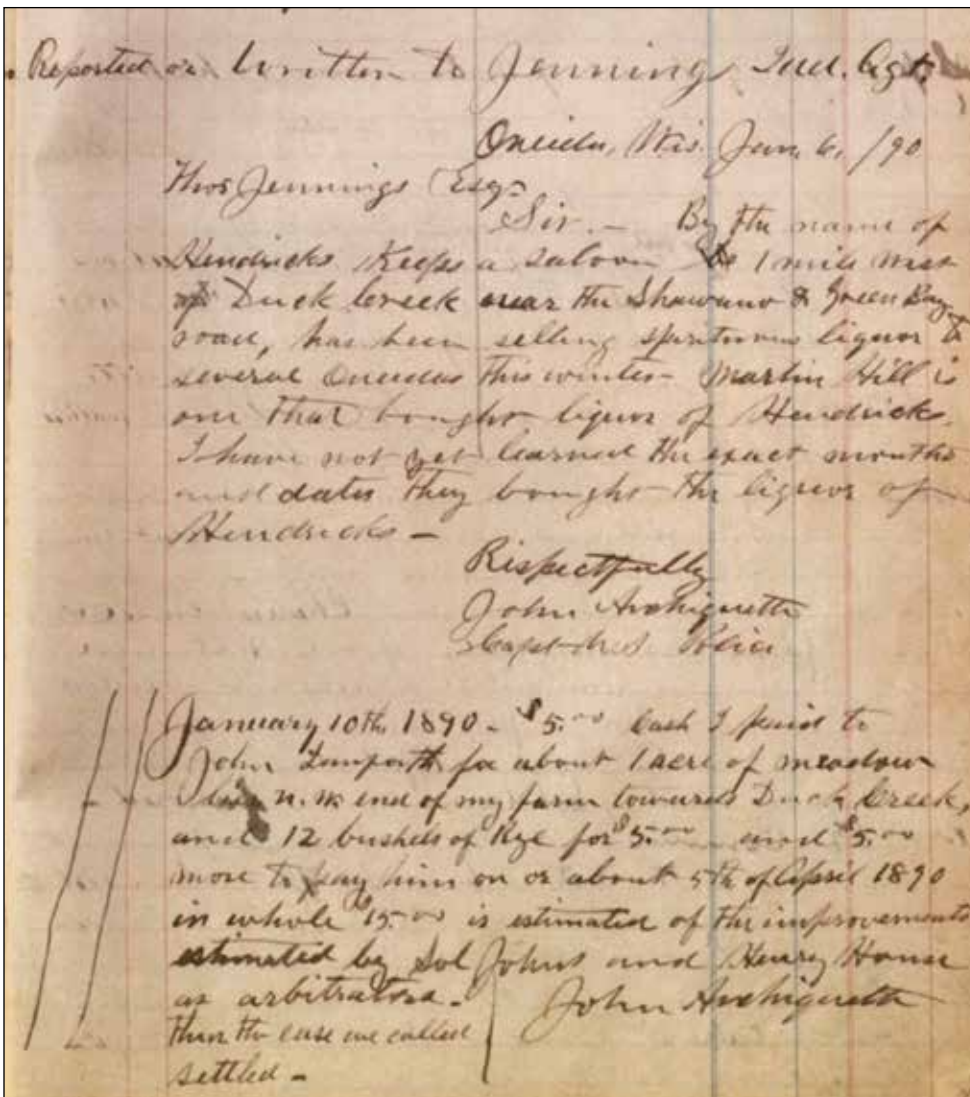 Reported or Written to Jennings Ind. Agt.
Oneida, Wis. Jan. 6, /90
Thos Jennings Esq-
Sir. - By the name of
Hendricks Keeps a saloon 1 mile west
of Duck Creek near the Shawano & Green Bay
road, has been selling spirituous liquor to
several Oneidas this winter - Martin Hill is
one that bought liquor of Hendricks.
I have not yet learned the exact months
and dates they bought the liquor of
Hendricks -
Respectfully
John Archiquette
Capt. Police
January 10th 1890 - $5.00 Cash I paid to
John for about 1 acre of meadow
n.w. end of my farm towards Duck Creek,
and 12 bushels of Rye for $5.00 and $5.00
more to pay him on or about 5th of April 1890
in whole $15.00 is estimated of the improvements
estimated by Sol Johns and Henry House
as arbitrators. John Archiquette
then the case we called
settled -